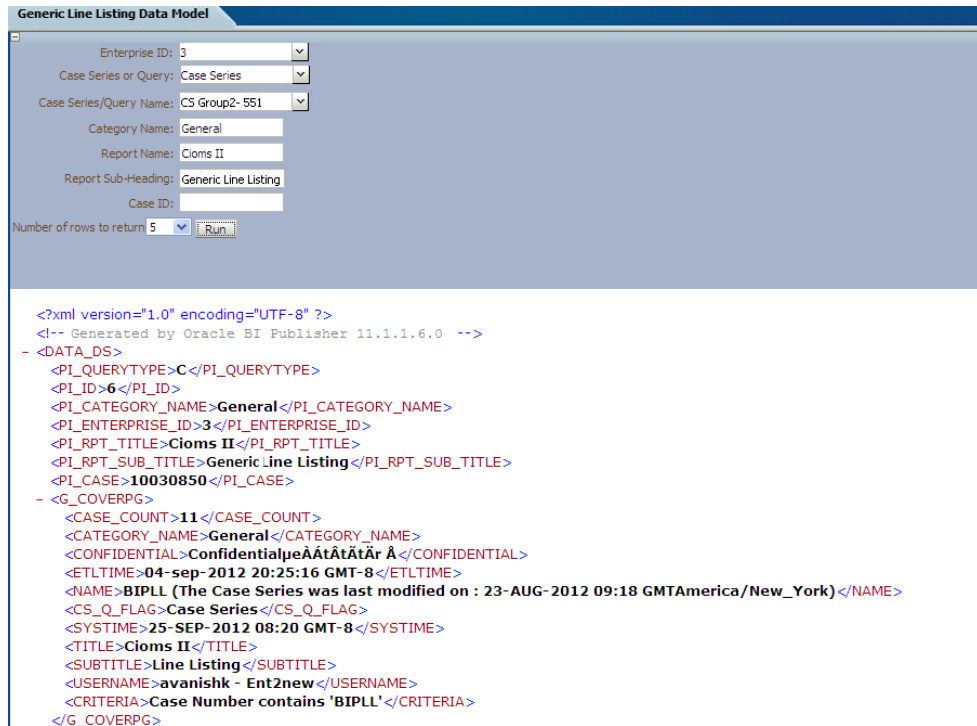 Generic Line Listing Data Model
Enterprise ID: 3
Case Series or Query: Case Series
Case Series/Query Name: CS Group2- 551
Category Name: General
Report Name: Cioms II
Report Sub-Heading: Generic Line Listing
Case ID:
Number of rows to return 5 Run
<?xml version="1.0" encoding="UTF-8" ?>
<!-- Generated by Oracle BI Publisher 11.1.1.6.0 -->
- <DATA_DS>
<PI_QUERYTYPE>C</PI_QUERYTYPE>
<PI_ID>6</PI_ID>
<PI_CATEGORY_NAME>General</PI_CATEGORY_NAME>
<PI_ENTERPRISE_ID>3</PI_ENTERPRISE_ID>
<PI_RPT_TITLE>Cioms II</PI_RPT_TITLE>
<PI_RPT_SUB_TITLE>Generic Line Listing</PI_RPT_SUB_TITLE>
<PI_CASE>10030850</PI_CASE>
- <G_COVERPG>
<CASE_COUNT>11</CASE_COUNT>
<CATEGORY_NAME>General</CATEGORY_NAME>
<CONFIDENTIAL>ConfidentialµeÀÁtÂtÃtÄr Å</CONFIDENTIAL>
<ETLTIME>04-sep-2012 20:25:16 GMT-8</ETLTIME>
<NAME>BIPLL (The Case Series was last modified on : 23-AUG-2012 09:18 GMTAmerica/New_York)</NAME>
<CS_Q_FLAG>Case Series</CS_Q_FLAG>
<SYSTIME>25-SEP-2012 08:20 GMT-8</SYSTIME>
<TITLE>Cioms II</TITLE>
<SUBTITLE>Line Listing</SUBTITLE>
<USERNAME>avanishk - Ent2new</USERNAME>
<CRITERIA>Case Number contains 'BIPLL'</CRITERIA>
</G_COVERPG>